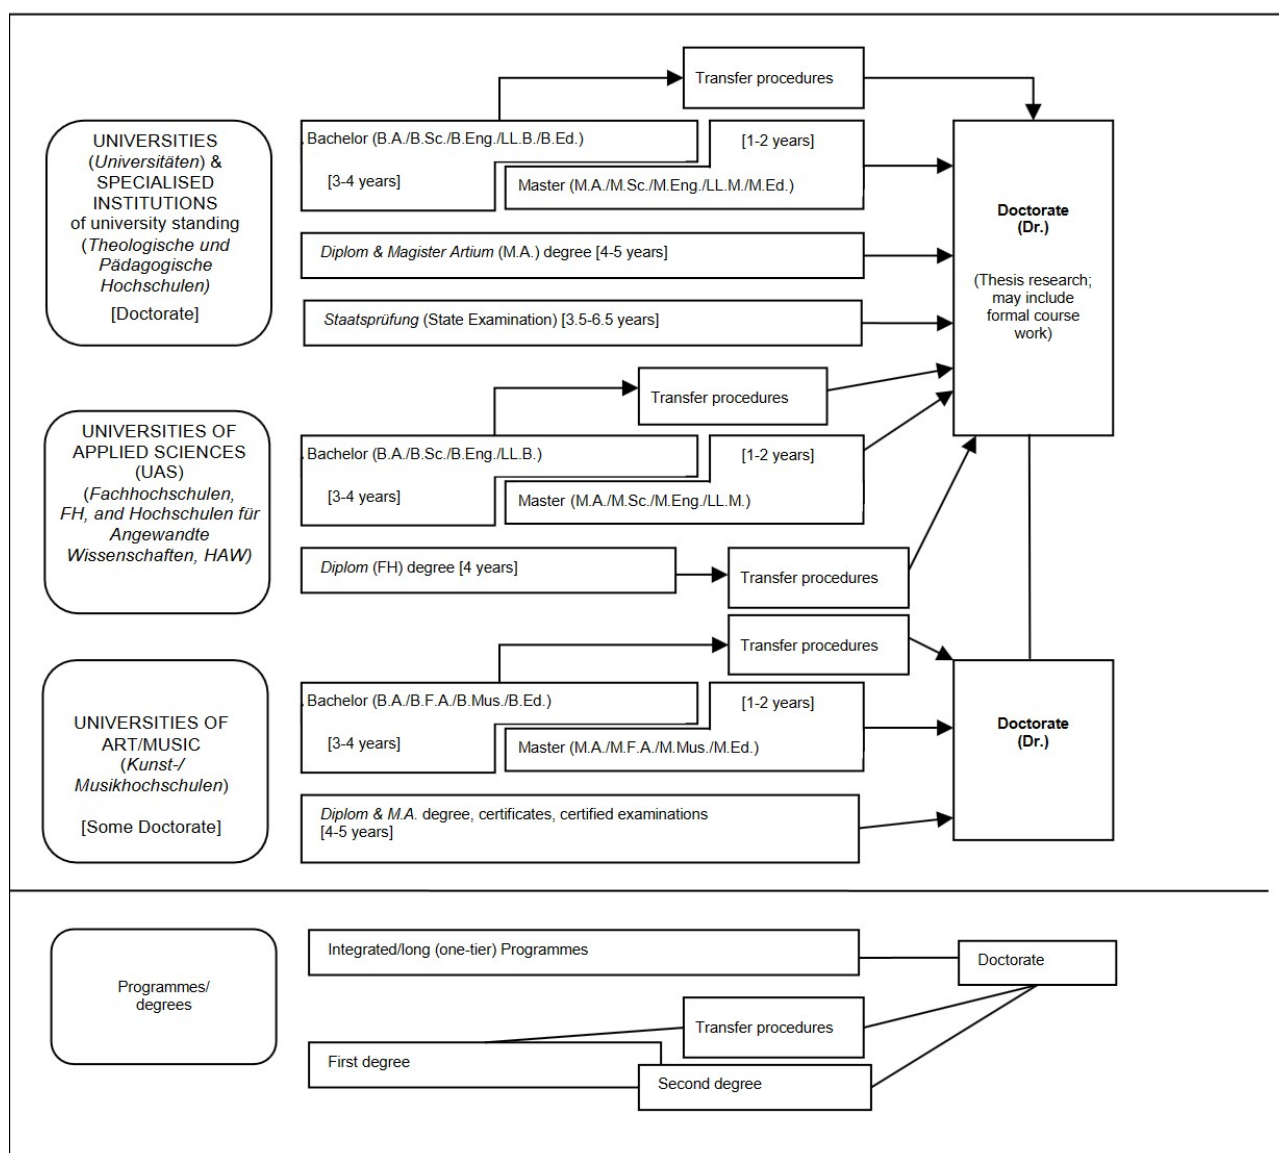 Transfer procedures
UNIVERSITIES
(Universitäten) &
SPECIALISED
INSTITUTIONS
of university standing
(Theologische und
Pädagogische
Hochschulen)
[Doctorate]
Bachelor (B.A./B.Sc./B.Eng./LL.B./B.Ed.)
[3-4 years]
[1-2 years]
Master (M.A./M.Sc./M.Eng./LL.M./M.Ed.)
Diplom & Magister Artium (M.A.) degree [4-5 years]
Staatsprüfung (State Examination) [3.5-6.5 years]
Doctorate
(Dr.)
(Thesis research;
may include
formal course
work)
Transfer procedures
UNIVERSITIES OF
APPLIED SCIENCES
(UAS)
(Fachhochschulen,
FH, and Hochschulen für
Angewandte
Wissenschaften, HAW)
Bachelor (B.A./B.Sc./B.Eng./LL.B.)
[3-4 years]
[1-2 years]
Master (M.A./M.Sc./M.Eng./LL.M.)
Diplom (FH) degree [4 years]
Transfer procedures
Transfer procedures
UNIVERSITIES OF
ART/MUSIC
(Kunst-/
Musikhochschulen)
[Some Doctorate]
Bachelor (B.A./B.F.A./B.Mus./B.Ed.)
[3-4 years]
[1-2 years]
Master (M.A./M.F.A./M.Mus./M.Ed.)
Diplom & M.A. degree, certificates, certified examinations
[4-5 years]
Doctorate
(Dr.)
Programmes/
degrees
Integrated/long (one-tier) Programmes
Doctorate
Transfer procedures
First degree
Second degree